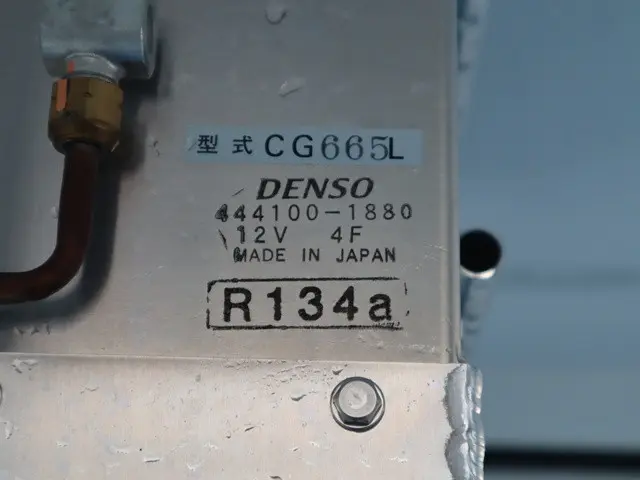 型式 CG665L
DENSO
444100-1880
12V 4F
MADE IN JAPAN
R134a